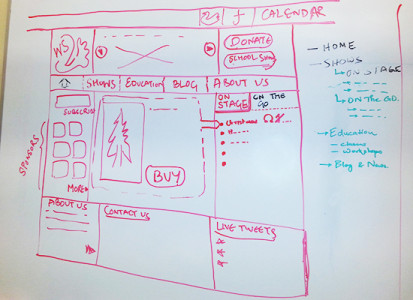 CALENDAR
WS
DONATE
SCHOOL
SHOWS EDUCATION BLOG ABOUT US
ON STAGE
ON THE GO
SUBSCRIBE
SPONSORS
BUY
MORE
ABOUT US
CONTACT US
LIVE TWEETS
- HOME
- SHOWS
ON STAGE
ON THE GO.
Education
- classes
- workshops
Blog & News